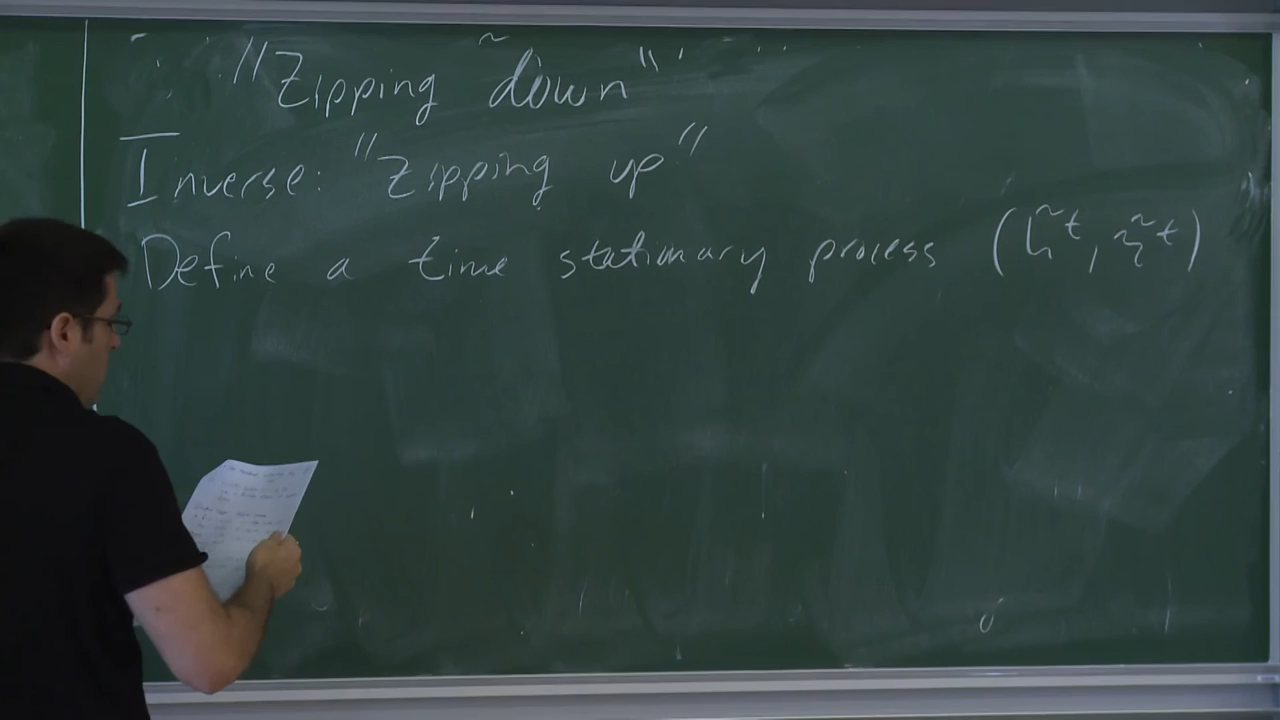 "Zipping down"
Inverse: "Zipping up"
Define a time stationary process (h̃ᵗ, η̃ᵗ)